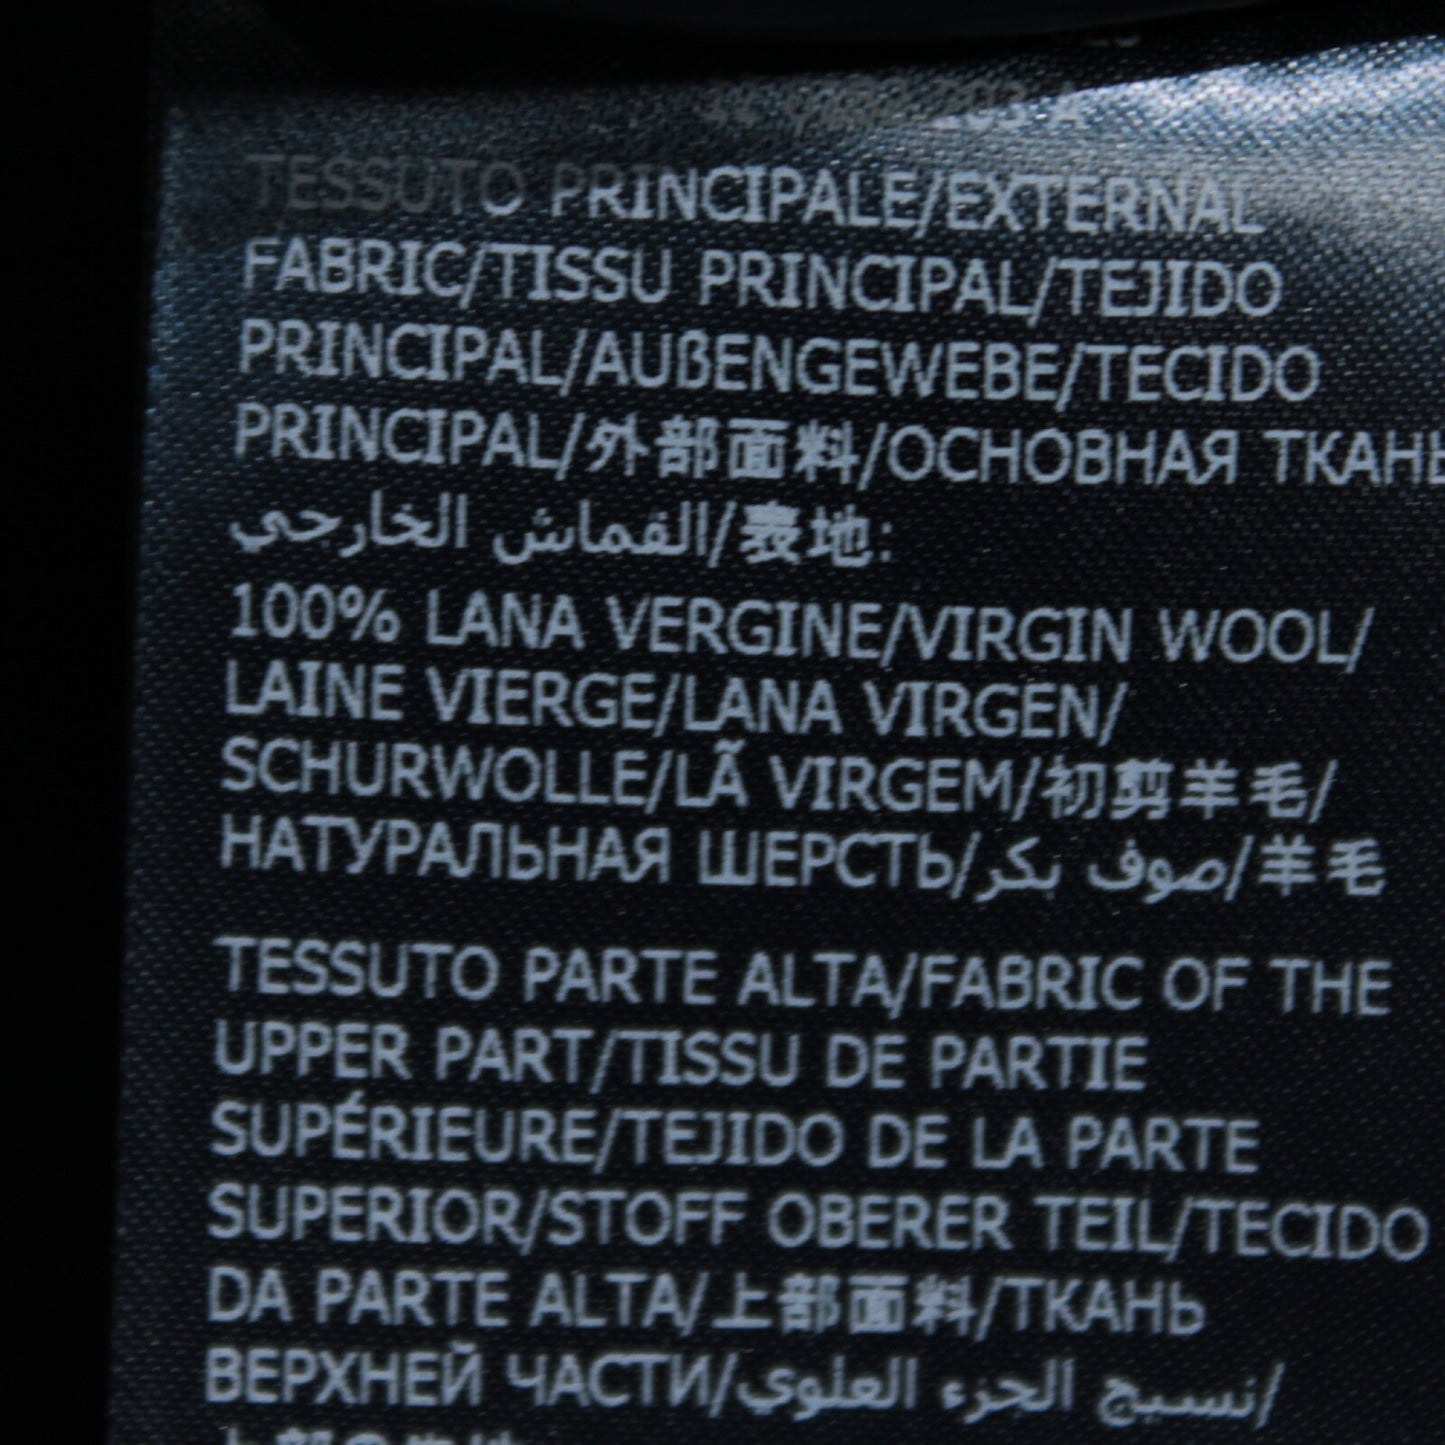 TESSUTO PRINCIPALE/EXTERNAL
FABRIC/TISSU PRINCIPAL/TEJIDO
PRINCIPAL/AUßENGEWEBE/TECIDO
PRINCIPAL/外部面料/ОСНОВНАЯ ТКАНЬ
القماش الخارجي/表地:
100% LANA VERGINE/VIRGIN WOOL/
LAINE VIERGE/LANA VIRGEN/
SCHURWOLLE/LÃ VIRGEM/初剪羊毛/
НАТУРАЛЬНАЯ ШЕРСТЬ/صوف بكر/羊毛
TESSUTO PARTE ALTA/FABRIC OF THE
UPPER PART/TISSU DE PARTIE
SUPÉRIEURE/TEJIDO DE LA PARTE
SUPERIOR/STOFF OBERER TEIL/TECIDO
DA PARTE ALTA/上部面料/ТКАНЬ
ВЕРХНЕЙ ЧАСТИ/نسيج الجزء العلوي/